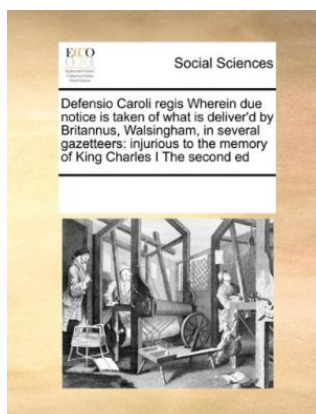 ECCO
Social Sciences
Defensio Caroli regis Wherein due
notice is taken of what is deliver'd by
Britannus, Walsingham, in several
gazetteers: injurious to the memory
of King Charles I The second ed